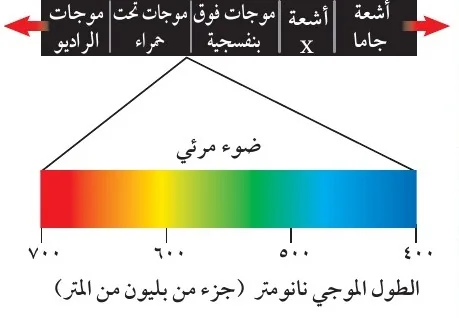 أشعة جاما
أشعة x
موجات فوق بنفسجية
موجات تحت حمراء
موجات الراديو
ضوء مرئي
٤٠٠
٥٠٠
٦٠٠
٧٠٠
الطول الموجي نانومتر (جزء من بليون من المتر)